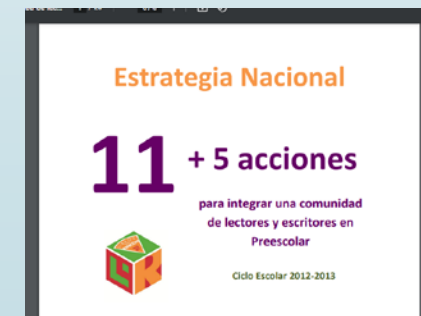 Estrategia Nacional
11 + 5 acciones
para integrar una comunidad
de lectores y escritores en
Preescolar
Ciclo Escolar 2012-2013